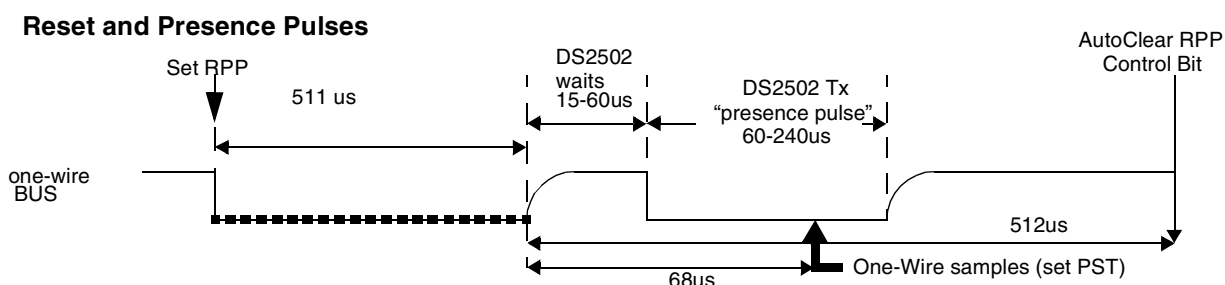 Reset and Presence Pulses
AutoClear RPP
Control Bit
Set RPP
511 us
DS2502
waits
15-60us
DS2502 Tx
“presence pulse”
60-240us
one-wire
BUS
512us
68us
One-Wire samples (set PST)